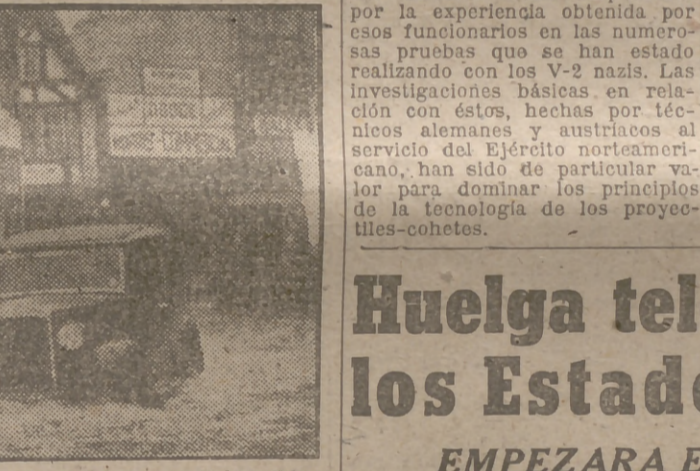 por la experiencia obtenida por
esos funcionarios en las numero-
sas pruebas que se han estado
realizando con los V-2 nazis. Las
investigaciones básicas en rela-
ción con éstos, hechas por téc-
nicos alemanes y austríacos al
servicio del Ejército norteameri-
cano, han sido de particular va-
lor para dominar los principios
de la tecnología de los proyec-
tiles-cohetes.
Huelga tel
los Estado
EMPEZARA E